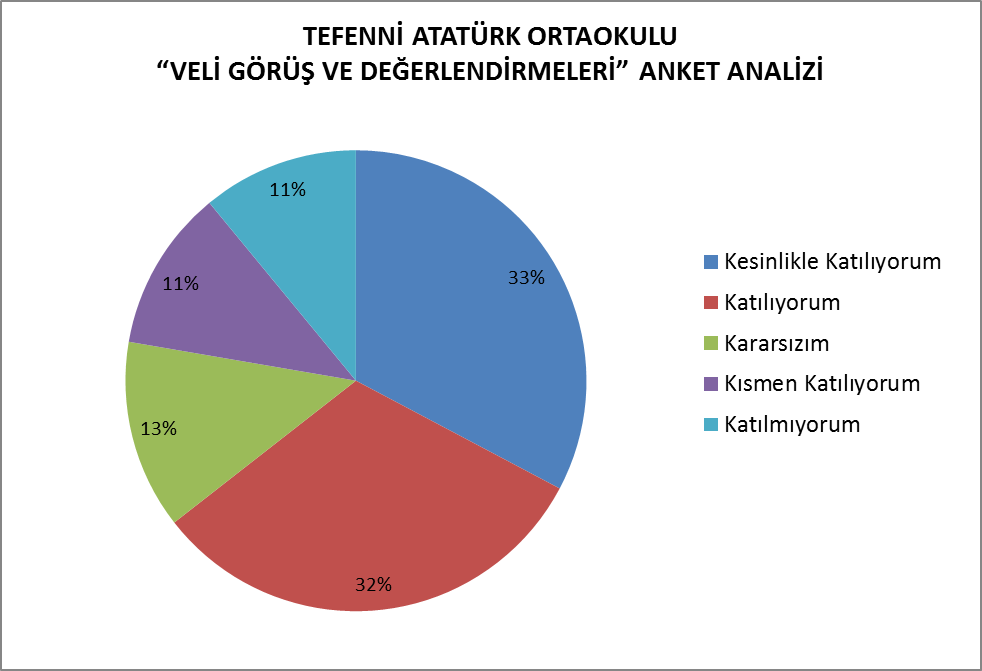 TEFENNİ ATATÜRK ORTAOKULU
“VELİ GÖRÜŞ VE DEĞERLENDİRMELERİ” ANKET ANALİZİ
11%
33%
11%
13%
32%
Kesinlikle Katılıyorum
Katılıyorum
Kararsızım
Kısmen Katılıyorum
Katılmıyorum